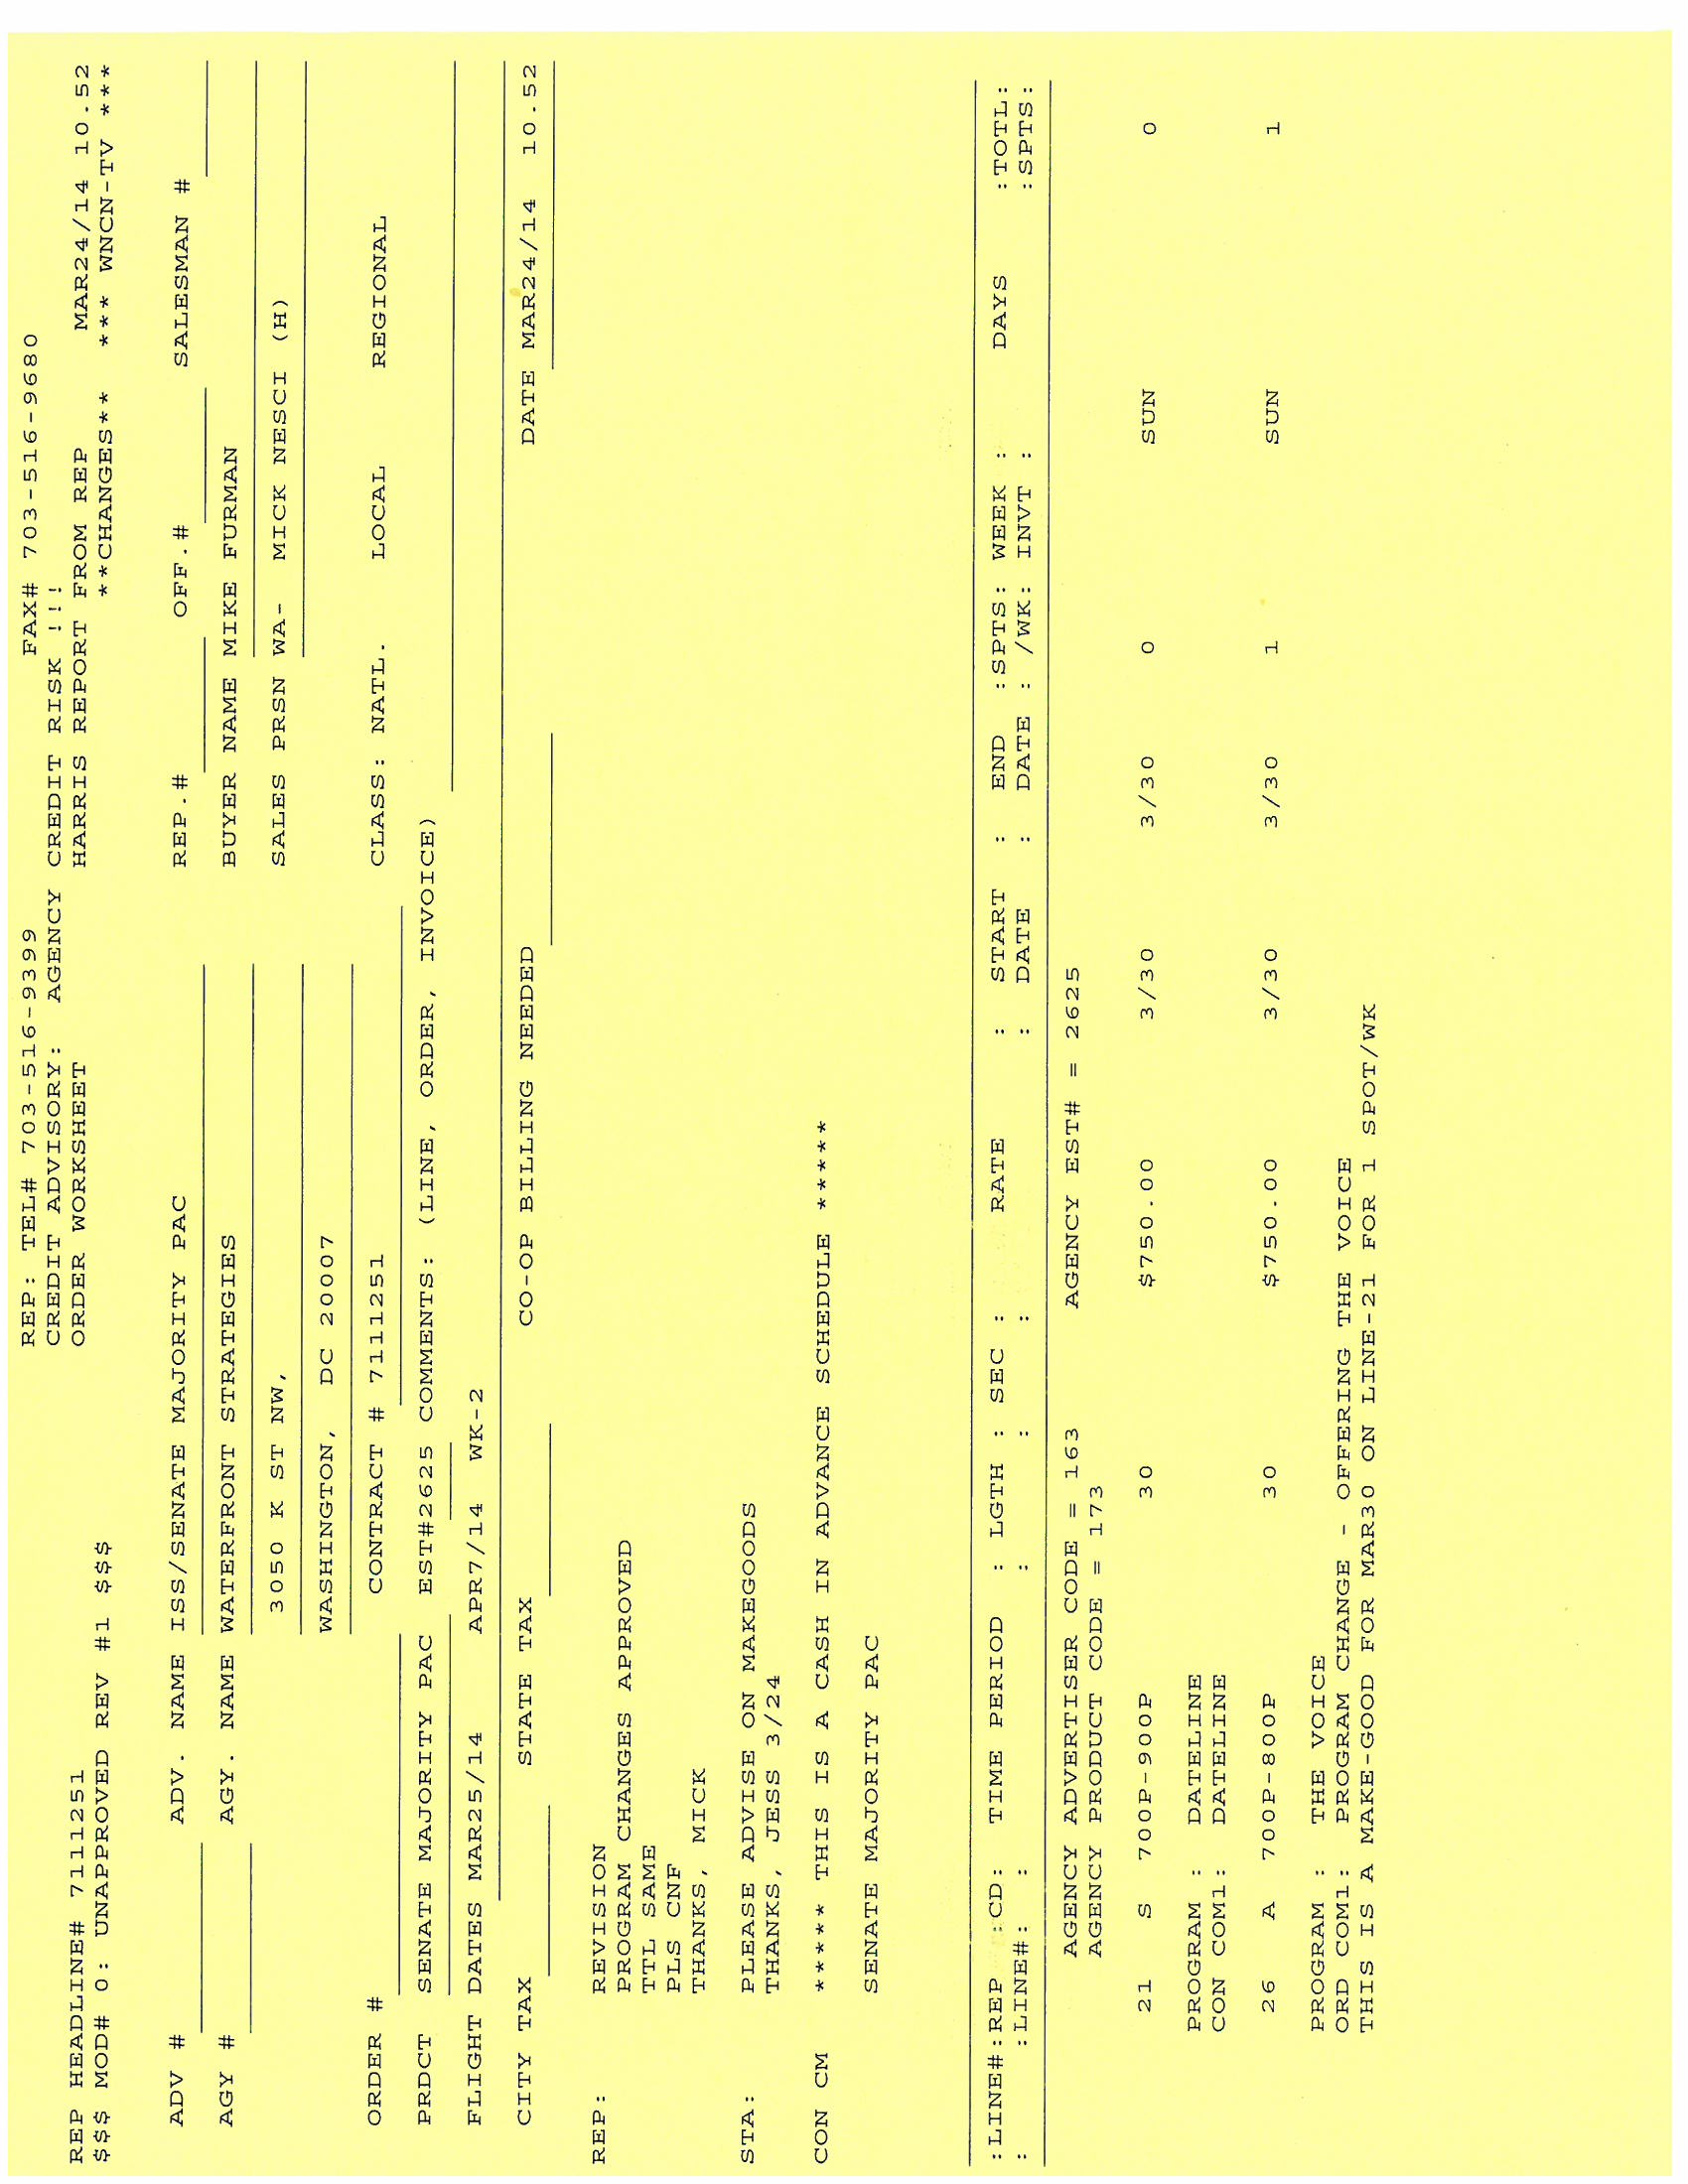 REP: TEL# 703-516-9399 FAX# 703-516-9680
CREDIT ADVISORY: AGENCY CREDIT RISK !!!
REP HEADLINE# 7111251 ORDER WORKSHEET HARRIS REPORT FROM REP MAR24/14 10.52
$$$ MOD# 0: UNAPPROVED REV #1 $$$ **CHANGES** *** WNCN-TV ***
ADV # ADV. NAME ISS/SENATE MAJORITY PAC REP.# OFF.# SALESMAN #
AGY # AGY. NAME WATERFRONT STRATEGIES BUYER NAME MIKE FURMAN
3050 K ST NW, SALES PRSN WA- MICK NESCI (H)
WASHINGTON, DC 20007
ORDER # CONTRACT # 7111251 CLASS: NATL. LOCAL REGIONAL
PRDCT SENATE MAJORITY PAC EST#2625 COMMENTS: (LINE, ORDER, INVOICE)
FLIGHT DATES MAR25/14 APR7/14 WK-2
CITY TAX STATE TAX CO-OP BILLING NEEDED DATE MAR24/14 10.52
REP: REVISION
PROGRAM CHANGES APPROVED
TTL SAME
PLS CNF
THANKS, MICK
STA: PLEASE ADVISE ON MAKEGOODS
THANKS, JESS 3/24
CON CM ***** THIS IS A CASH IN ADVANCE SCHEDULE *****
SENATE MAJORITY PAC
:LINE#:REP :CD: TIME PERIOD : LGTH : SEC : RATE : START : END :SPTS: WEEK : DAYS :TOTL:
: :LINE#: : : : : DATE : DATE : /WK: INVT : :SPTS:
AGENCY ADVERTISER CODE = 163 AGENCY EST# = 2625
AGENCY PRODUCT CODE = 173
21 S 700P-900P 30 $750.00 3/30 3/30 0 SUN 0
PROGRAM : DATELINE
CON COM1: DATELINE
26 A 700P-800P 30 $750.00 3/30 3/30 1 SUN 1
PROGRAM : THE VOICE
ORD COM1: PROGRAM CHANGE - OFFERING THE VOICE
THIS IS A MAKE-GOOD FOR MAR30 ON LINE-21 FOR 1 SPOT/WK